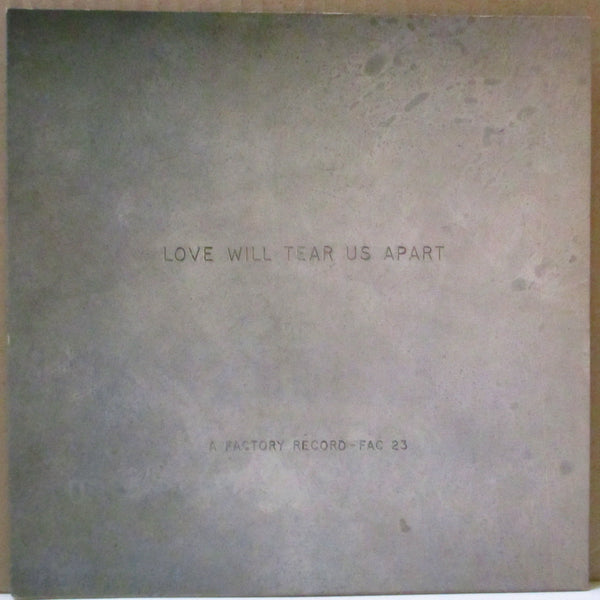 LOVE WILL TEAR US APART
A FACTORY RECORD-FAC 23